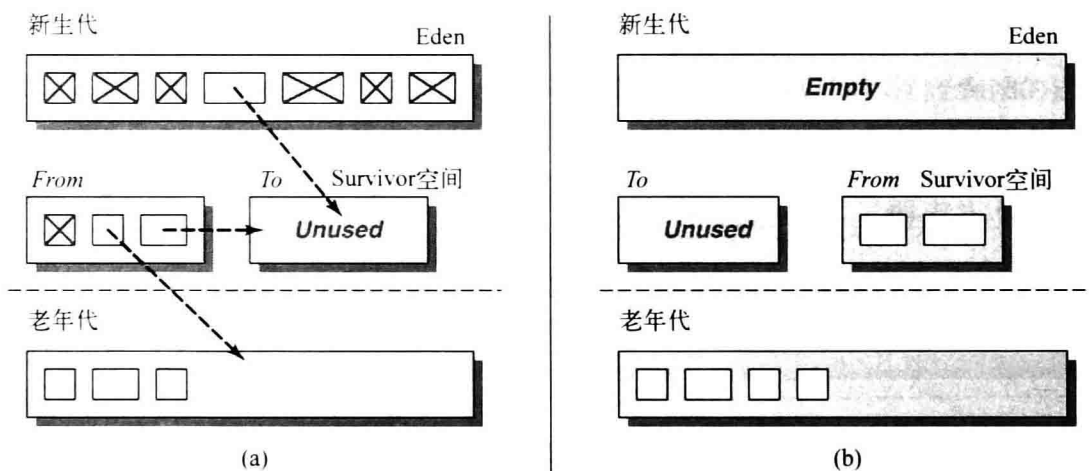 新生代
Eden
From
To
Survivor空间
Unused
老年代
(a)
新生代
Eden
Empty
To
From
Survivor空间
Unused
老年代
(b)